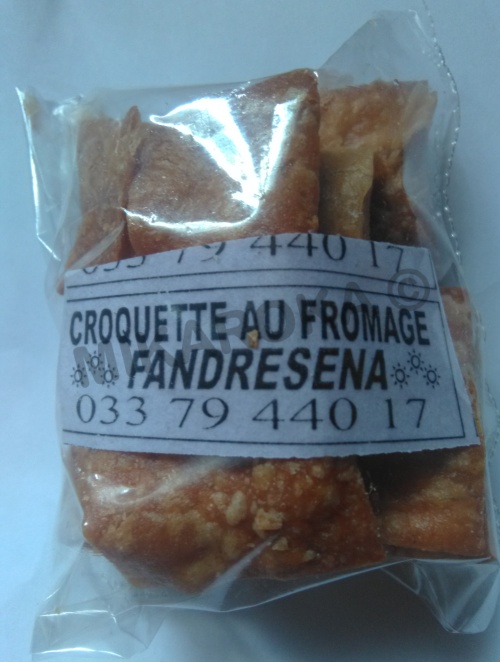 033 79 440 17
CROQUETTE AU FROMAGE
FANDRESENA
033 79 440 17